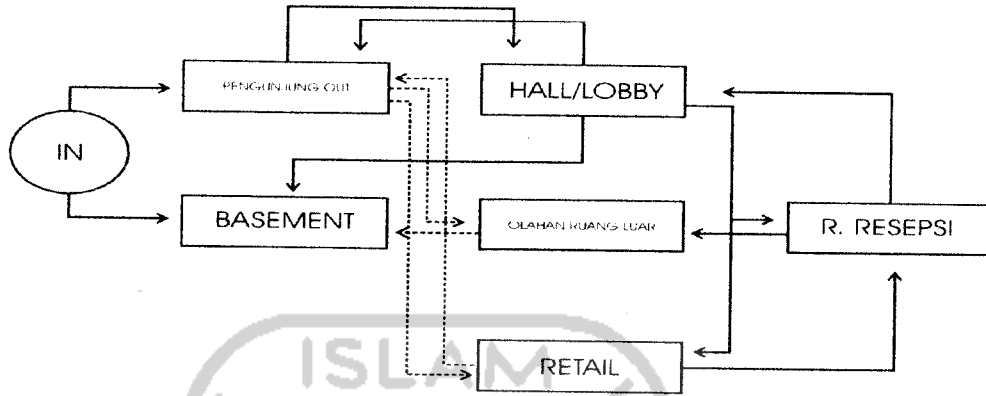 PENGUNJUNG OUT
HALL/LOBBY
IN
BASEMENT
OLAHAN RUANG LUAR
R. RESEPSI
ISLAM
RETAIL